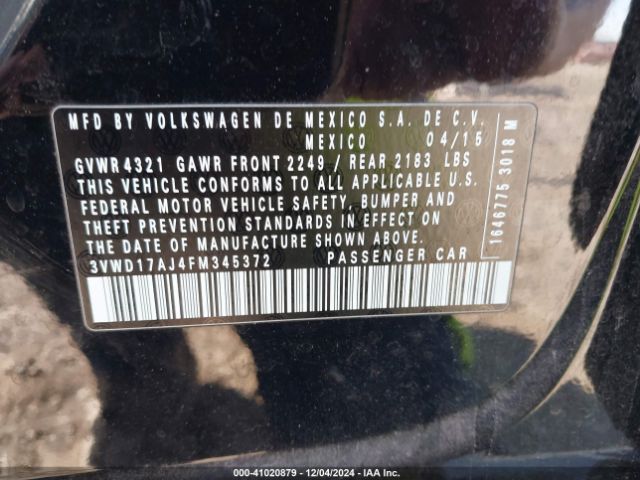 MFD BY VOLKSWAGEN DE MEXICO S.A. DE C.V.
MEXICO 04/15
GVWR 4321 GAWR FRONT 2249 / REAR 2183 LBS
THIS VEHICLE CONFORMS TO ALL APPLICABLE U.S.
FEDERAL MOTOR VEHICLE SAFETY, BUMPER AND
THEFT PREVENTION STANDARDS IN EFFECT ON
THE DATE OF MANUFACTURE SHOWN ABOVE.
3VWD17AJ4FM345372 PASSENGER CAR
1646775 3018 M
000-41020879 - 12/04/2024 - IAA Inc.